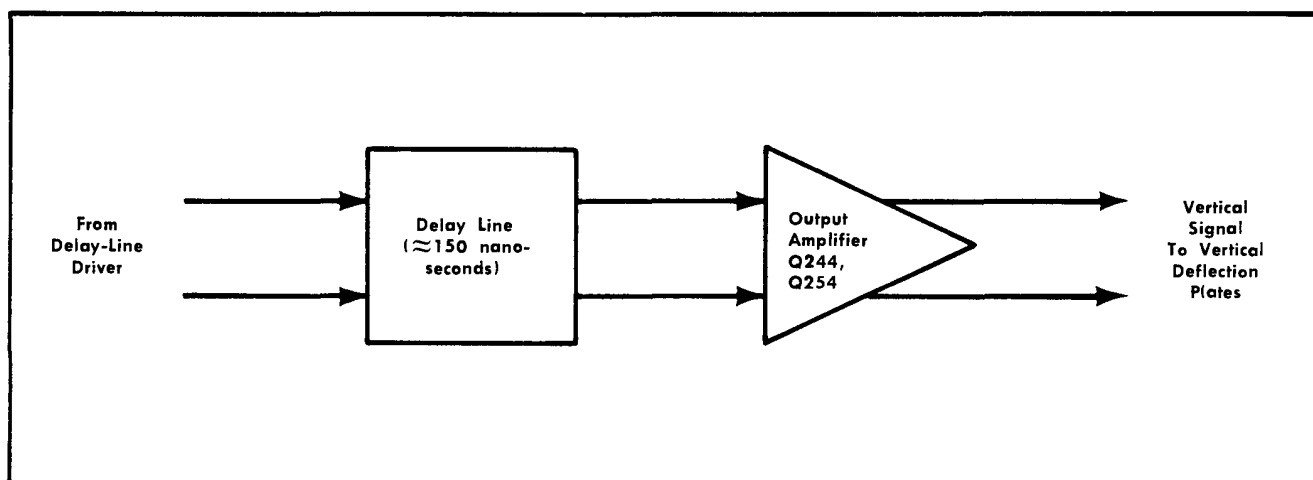 From
Delay-Line
Driver
Delay Line
(≈150 nano-
seconds)
Output
Amplifier
Q244,
Q254
Vertical
Signal
To Vertical
Deflection
Plates